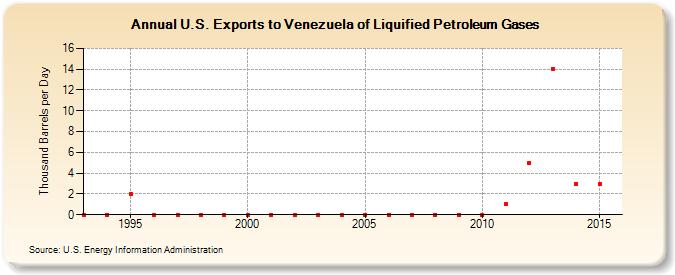 Annual U.S. Exports to Venezuela of Liquified Petroleum Gases
Thousand Barrels per Day
16
14
12
10
8
6
4
2
0
1995 2000 2005 2010 2015
Source: U.S. Energy Information Administration